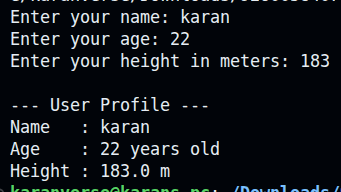 Enter your name: karan
Enter your age: 22
Enter your height in meters: 183
--- User Profile ---
Name   : karan
Age    : 22 years old
Height : 183.0 m